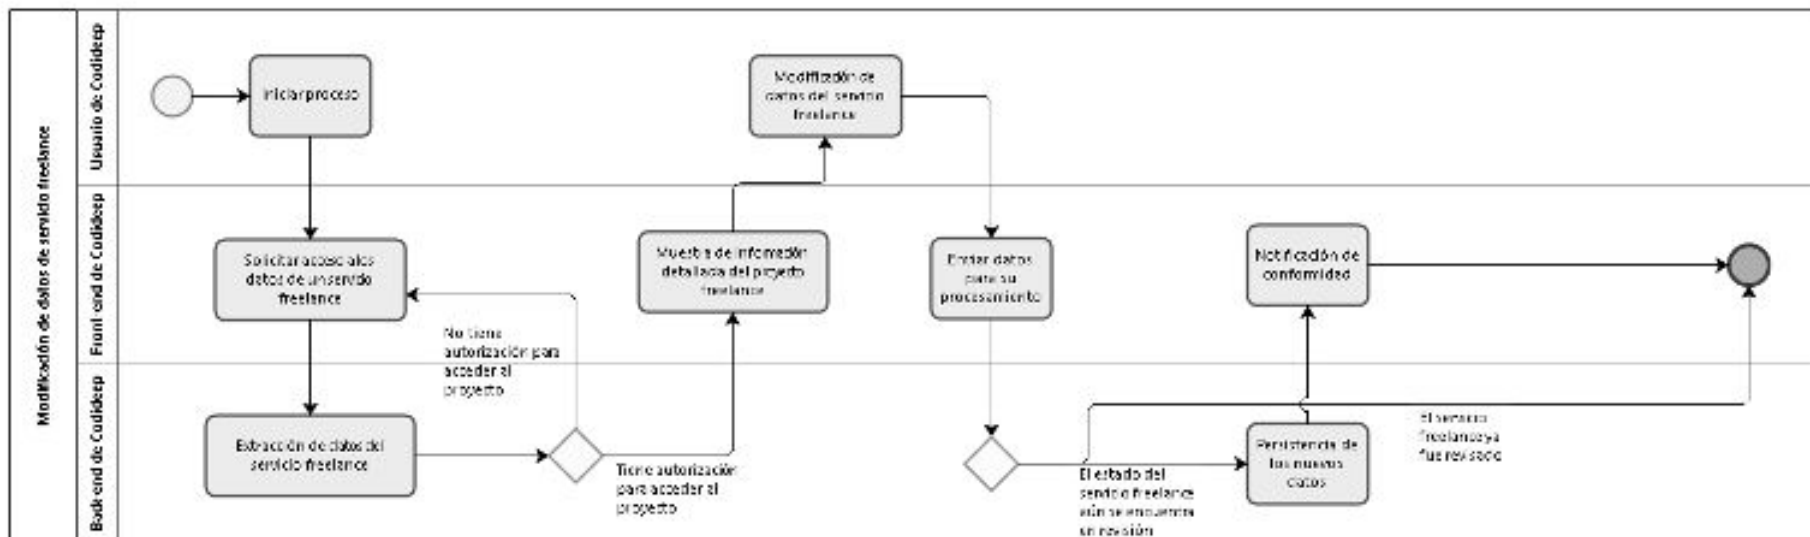 Modificación de datos de servicio freelance
Usuario de Codideep
Iniciar proceso
Modificación de
datos del servicio
freelance
Front-end de Codideep
Solicitar acceso a los
datos de un servicio
freelance
Muestra de información
detallada del proyecto
freelance
Enviar datos
para su
procesamiento
Notificación de
conformidad
No tiene
autorización para
acceder al
proyecto
Back-end de Codideep
Extracción de datos del
servicio freelance
Tiene autorización
para acceder al
proyecto
El estado del
servicio freelance
aún se encuentra
en revisión
Persistencia de
los nuevos
datos
El servicio
freelance ya
fue revisado